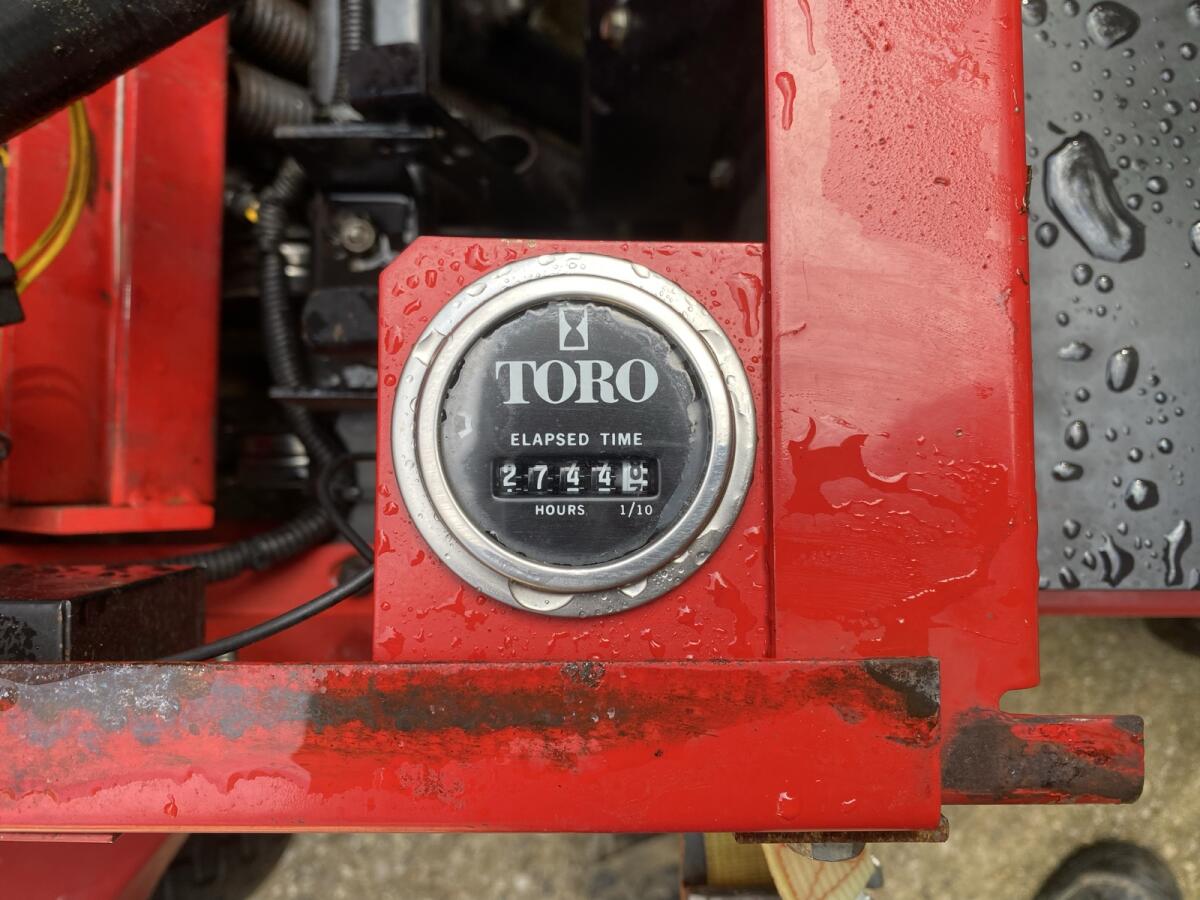 TORO
ELAPSED TIME
2744
HOURS 1/10